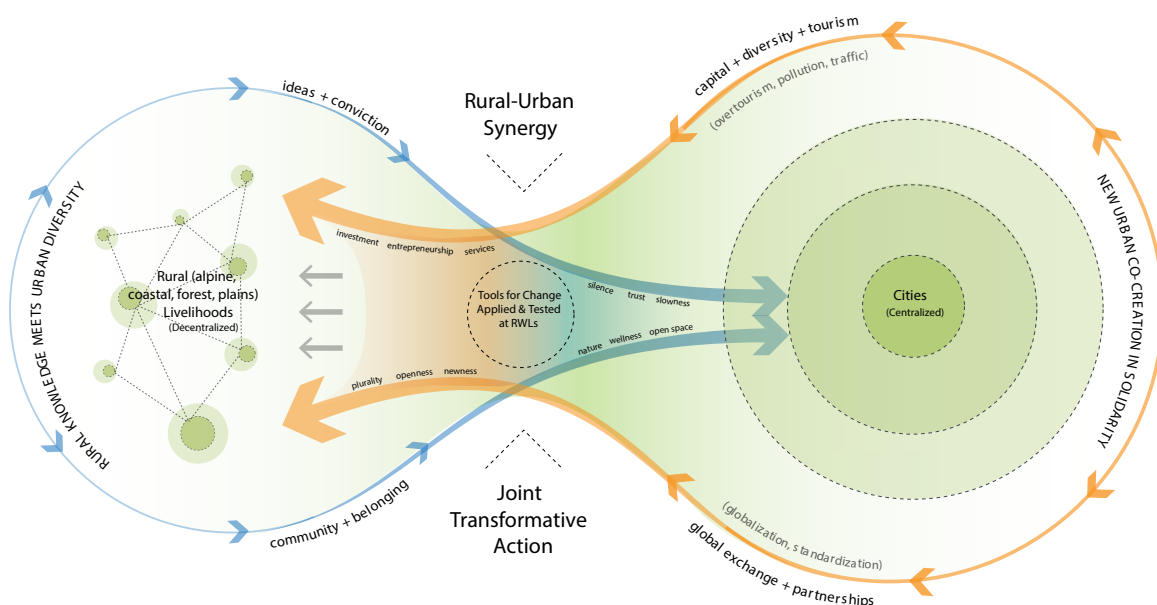 capital + diversity + tourism
(overtourism, pollution, traffic)
ideas + conviction
Rural-Urban
Synergy
RURAL KNOWLEDGE MEETS URBAN DIVERSITY
NEW URBAN CO-CREATION IN SOLIDARITY
investment entrepreneurship services
Rural (alpine,
coastal, forest, plains)
Livelihoods
(Decentralized)
Tools for Change
Applied & Tested
at RWLs
silence trust slowness
Cities
(Centralized)
nature wellness open space
plurality openness newness
community + belonging
Joint
Transformative
Action
(globalization, standardization)
global exchange + partnerships